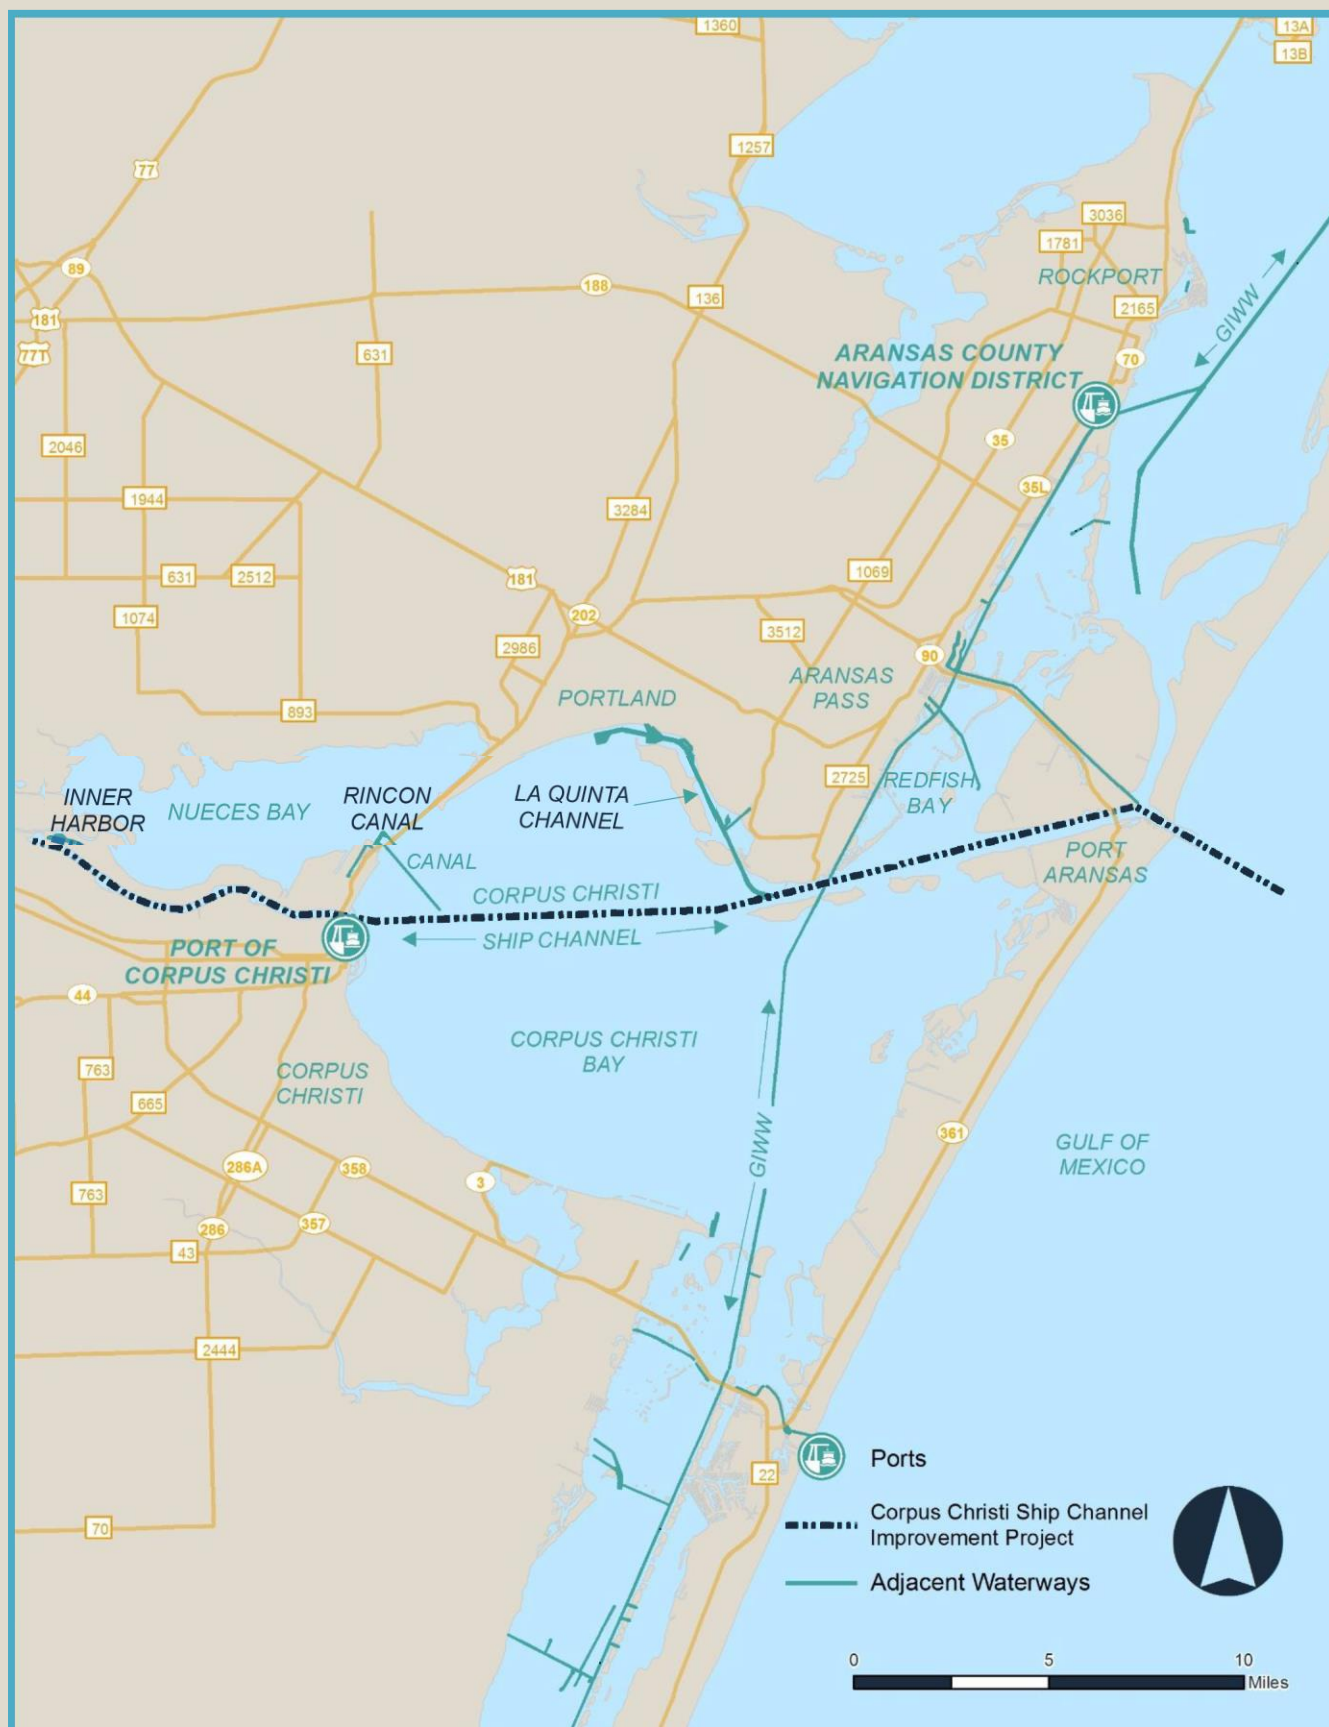 1360
13A
13B
1257
77
3036
1781
ROCKPORT
89
188
136
2165
GIWW
181
77T
631
ARANSAS COUNTY
NAVIGATION DISTRICT
70
2046
35
1944
35L
3284
631
2512
181
1069
1074
202
3512
2986
90
ARANSAS
PASS
PORTLAND
893
2725
REDFISH
BAY
INNER
HARBOR
NUECES BAY
RINCON
CANAL
LA QUINTA
CHANNEL
CANAL
PORT
ARANSAS
CORPUS CHRISTI
SHIP CHANNEL
PORT OF
CORPUS CHRISTI
44
CORPUS CHRISTI
BAY
763
CORPUS
CHRISTI
665
GIWW
361
GULF OF
MEXICO
286A
358
3
763
286
357
43
2444
22
70
Ports
Corpus Christi Ship Channel
Improvement Project
Adjacent Waterways
0
5
10
Miles